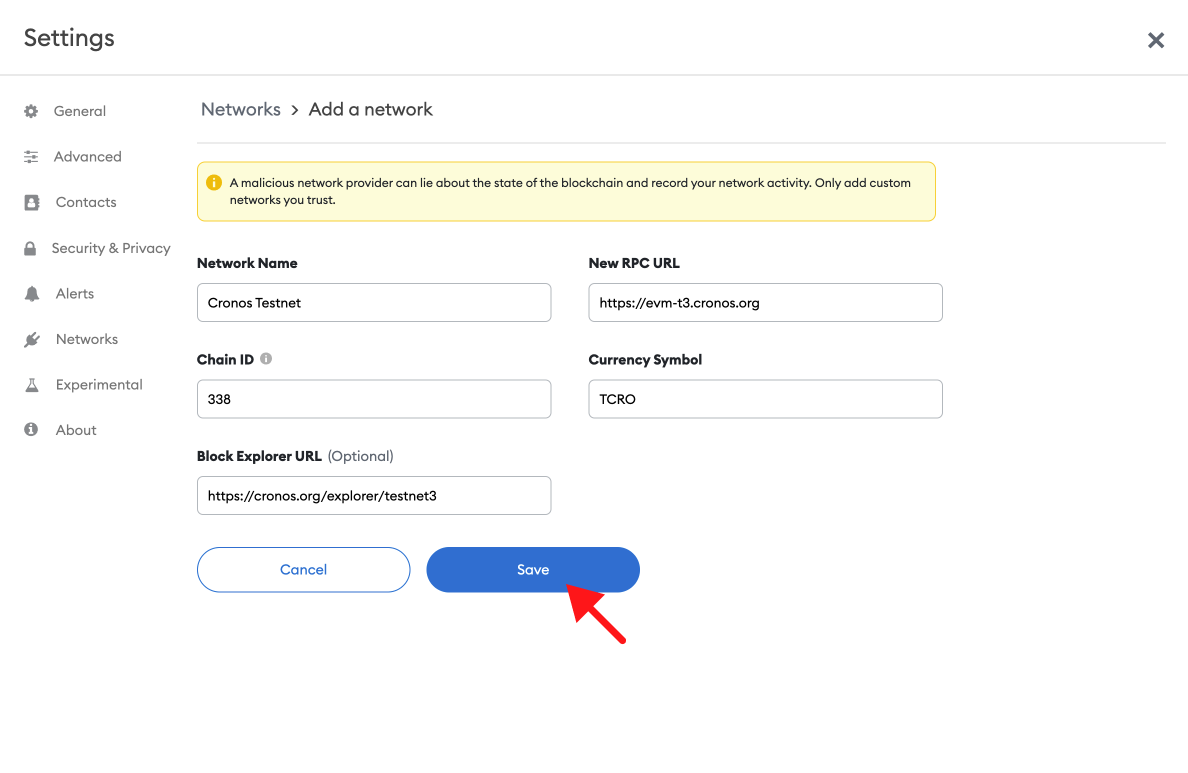 Settings
General
Advanced
Contacts
Security & Privacy
Alerts
Networks
Experimental
About
Networks > Add a network
A malicious network provider can lie about the state of the blockchain and record your network activity. Only add custom
networks you trust.
Network Name
Cronos Testnet
New RPC URL
https://evm-t3.cronos.org
Chain ID
338
Currency Symbol
TCRO
Block Explorer URL (Optional)
https://cronos.org/explorer/testnet3
Cancel
Save